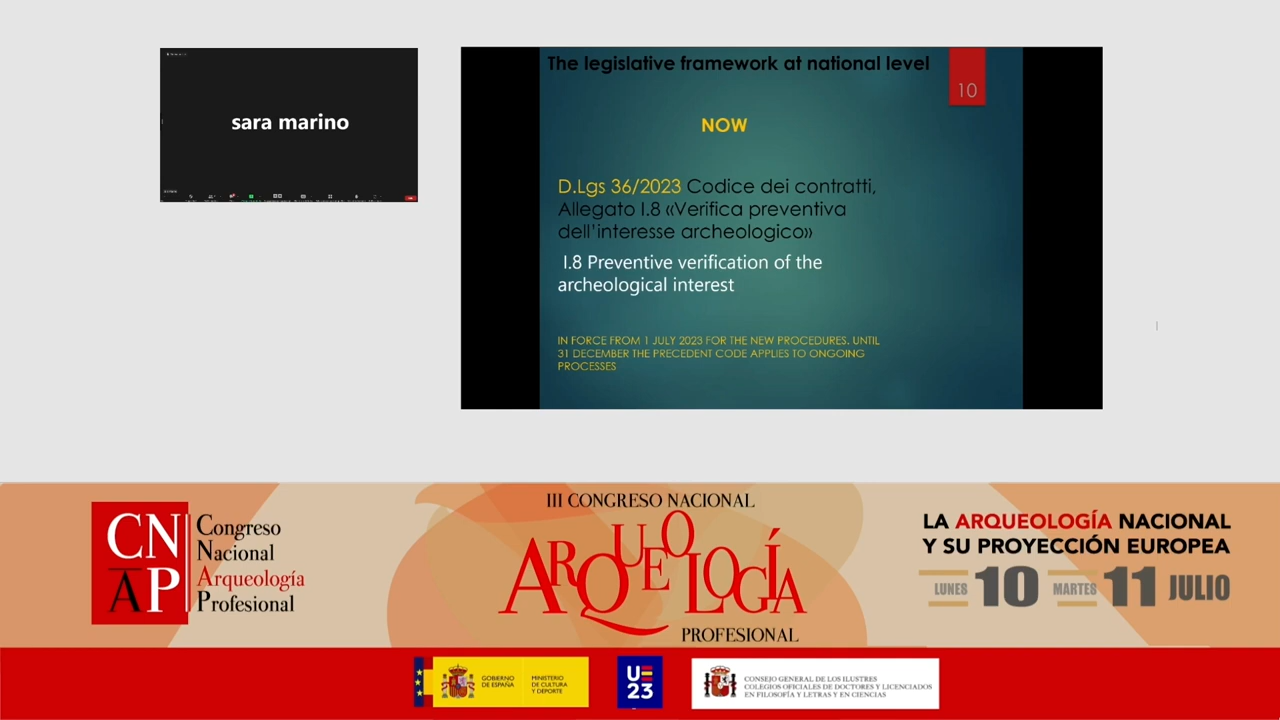 sara marino
The legislative framework at national level
10
NOW
D.Lgs 36/2023 Codice dei contratti,
Allegato I.8 «Verifica preventiva
dell'interesse archeologico»
I.8 Preventive verification of the
archeological interest
IN FORCE FROM 1 JULY 2023 FOR THE NEW PROCEDURES. UNTIL
31 DECEMBER THE PRECEDENT CODE APPLIES TO ONGOING
PROCESSES
CN
AP
Congreso
Nacional
Arqueología
Profesional
III CONGRESO NACIONAL
ARQUEOLOGÍA
PROFESIONAL
LA ARQUEOLOGÍA NACIONAL
Y SU PROYECCIÓN EUROPEA
LUNES 10 MARTES 11 JULIO
GOBIERNO
DE ESPAÑA
MINISTERIO
DE CULTURA
Y DEPORTE
UE
23
CONSEJO GENERAL DE LOS ILUSTRES
COLEGIOS OFICIALES DE DOCTORES Y LICENCIADOS
EN FILOSOFÍA Y LETRAS Y EN CIENCIAS